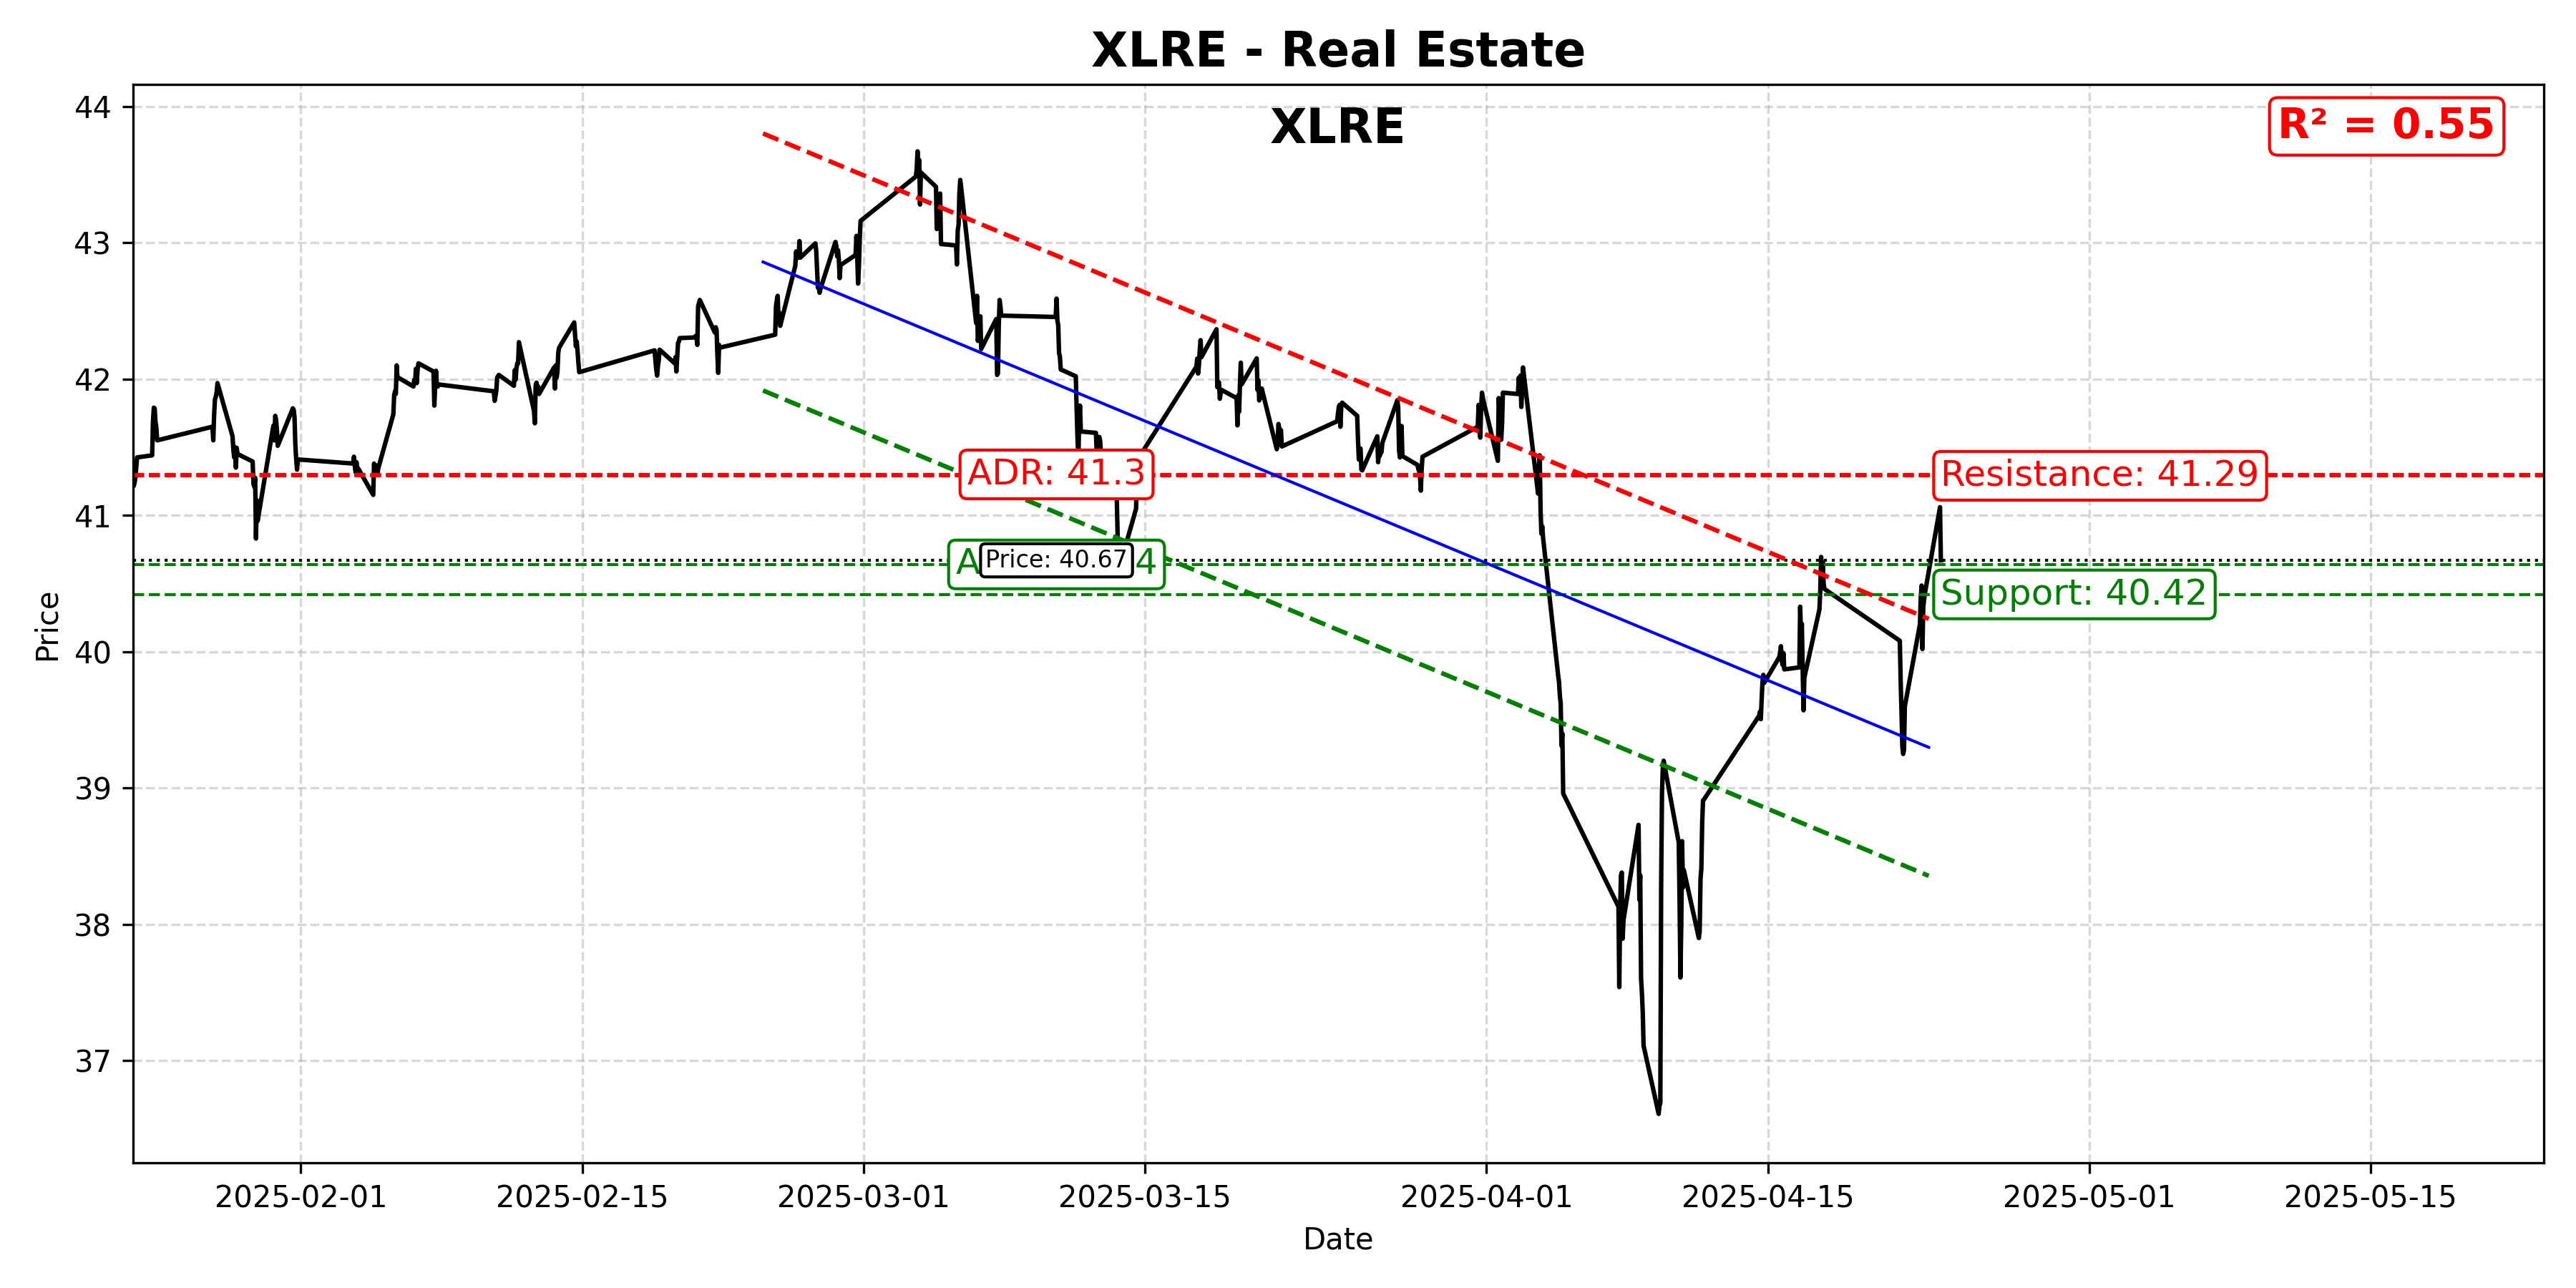 XLRE - Real Estate
XLRE
R² = 0.55
44
43
42
41
40
39
38
37
Price
ADR: 41.3
Resistance: 41.29
A
Price: 40.67
4
Support: 40.42
2025-02-01
2025-02-15
2025-03-01
2025-03-15
2025-04-01
2025-04-15
2025-05-01
2025-05-15
Date